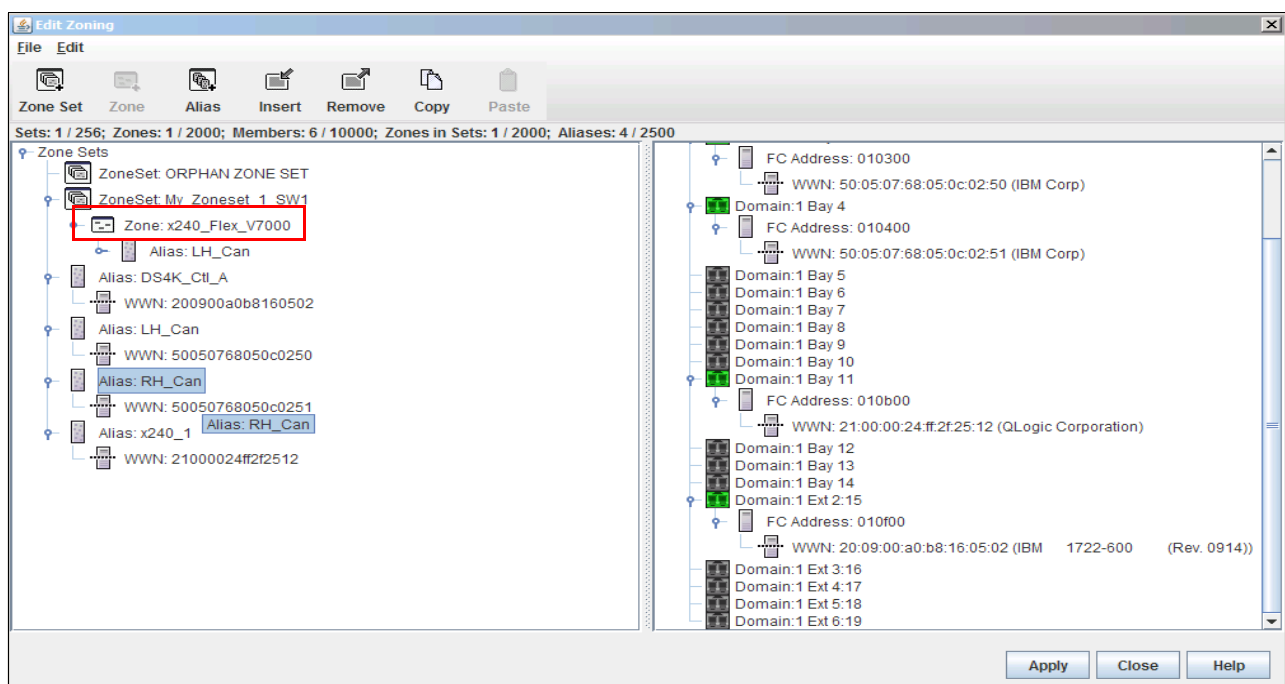 Edit Zoning
File Edit
Zone Set Zone Alias Insert Remove Copy Paste
Sets: 1 / 256; Zones: 1 / 2000; Members: 6 / 10000; Zones in Sets: 1 / 2000; Aliases: 4 / 2500
Zone Sets
ZoneSet: ORPHAN ZONE SET
ZoneSet: My_Zoneset_1_SW1
Zone: x240_Flex_V7000
Alias: LH_Can
Alias: DS4K_Ctl_A
WWN: 200900a0b8160502
Alias: LH_Can
WWN: 50050768050c0250
Alias: RH_Can
WWN: 50050768050c0251
Alias: RH_Can
Alias: x240_1
WWN: 21000024ff2f2512
FC Address: 010300
WWN: 50:05:07:68:05:0c:02:50 (IBM Corp)
Domain:1 Bay 4
FC Address: 010400
WWN: 50:05:07:68:05:0c:02:51 (IBM Corp)
Domain:1 Bay 5
Domain:1 Bay 6
Domain:1 Bay 7
Domain:1 Bay 8
Domain:1 Bay 9
Domain:1 Bay 10
Domain:1 Bay 11
FC Address: 010b00
WWN: 21:00:00:24:ff:2f:25:12 (QLogic Corporation)
Domain:1 Bay 12
Domain:1 Bay 13
Domain:1 Bay 14
Domain:1 Ext 2:15
FC Address: 010f00
WWN: 20:09:00:a0:b8:16:05:02 (IBM 1722-600 (Rev. 0914))
Domain:1 Ext 3:16
Domain:1 Ext 4:17
Domain:1 Ext 5:18
Domain:1 Ext 6:19
Apply Close Help